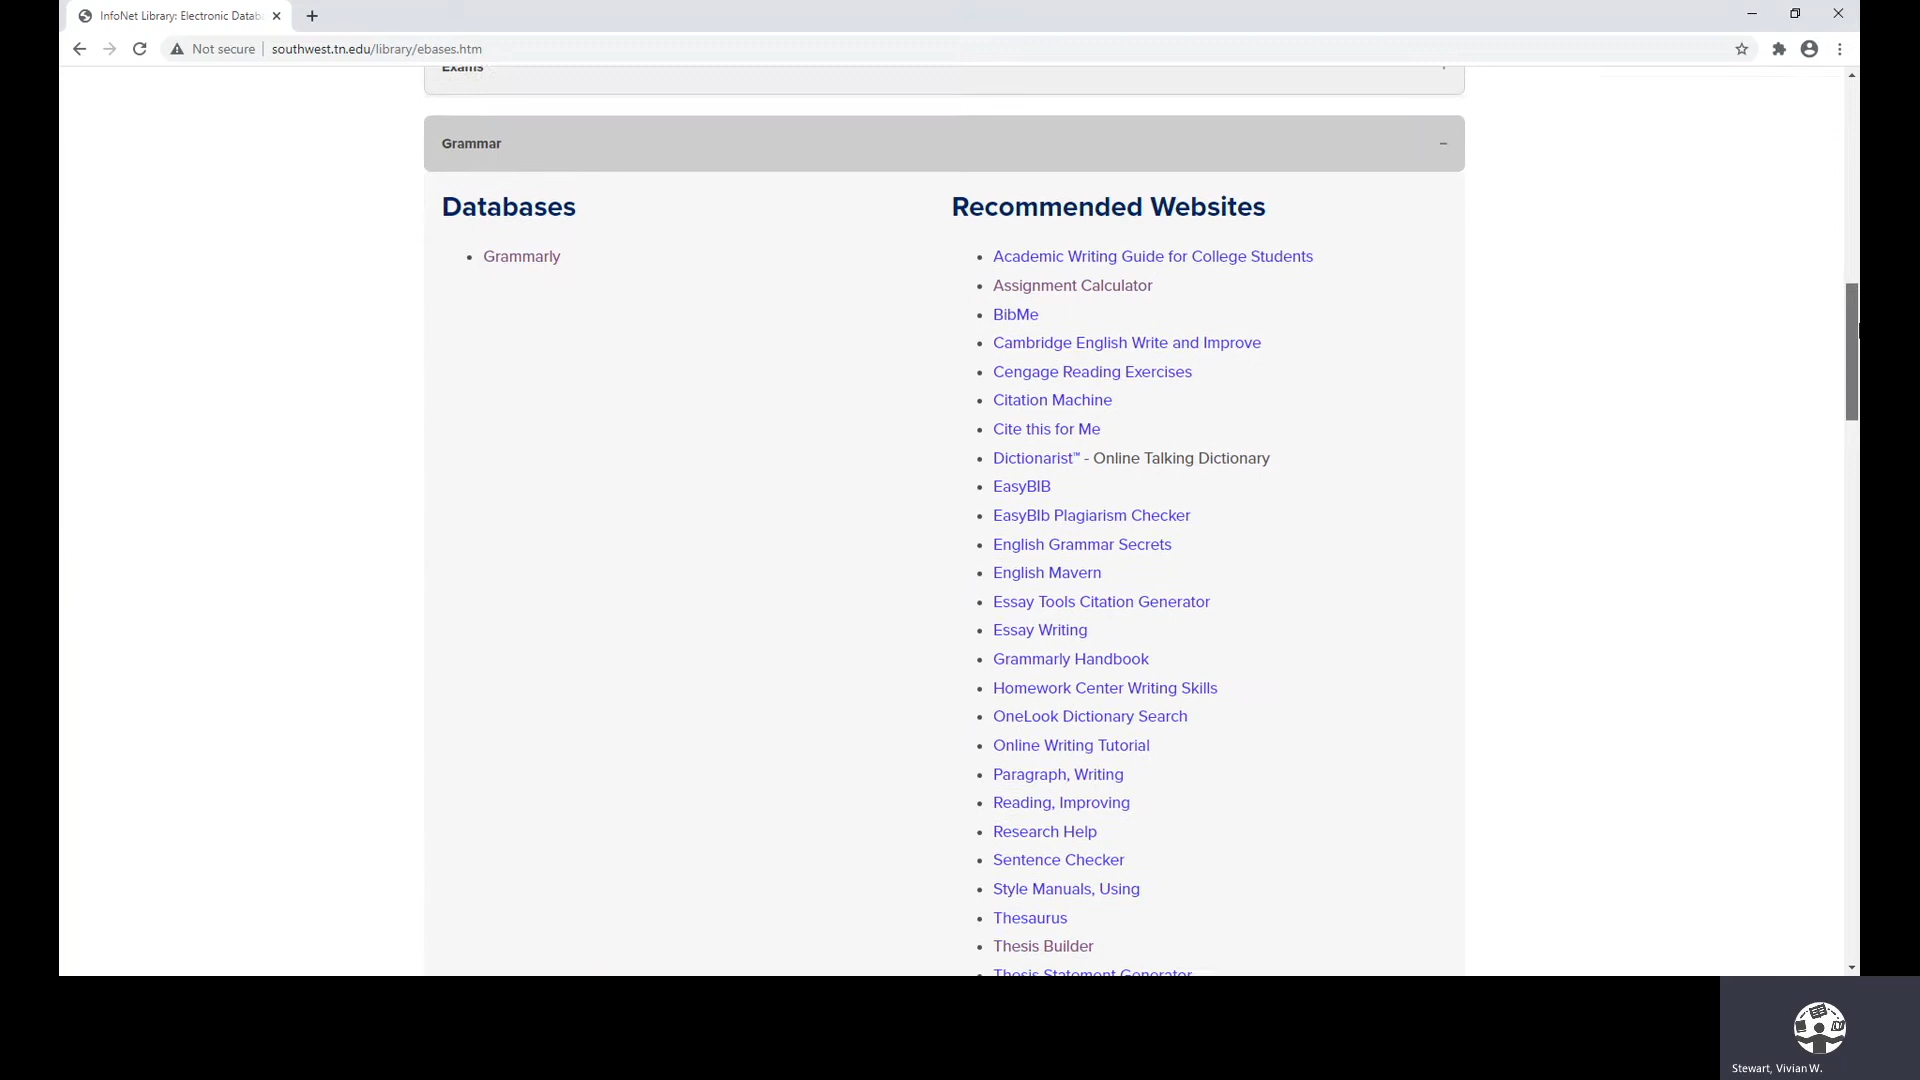 InfoNet Library: Electronic Datab
Not secure
southwest.tn.edu/library/ebases.htm
Exams
Grammar
Databases
Grammarly
Recommended Websites
Academic Writing Guide for College Students
Assignment Calculator
BibMe
Cambridge English Write and Improve
Cengage Reading Exercises
Citation Machine
Cite this for Me
Dictionarist™ - Online Talking Dictionary
EasyBIB
EasyBIb Plagiarism Checker
English Grammar Secrets
English Mavern
Essay Tools Citation Generator
Essay Writing
Grammarly Handbook
Homework Center Writing Skills
OneLook Dictionary Search
Online Writing Tutorial
Paragraph, Writing
Reading, Improving
Research Help
Sentence Checker
Style Manuals, Using
Thesaurus
Thesis Builder
Thesis Statement Generator
Stewart, Vivian W.